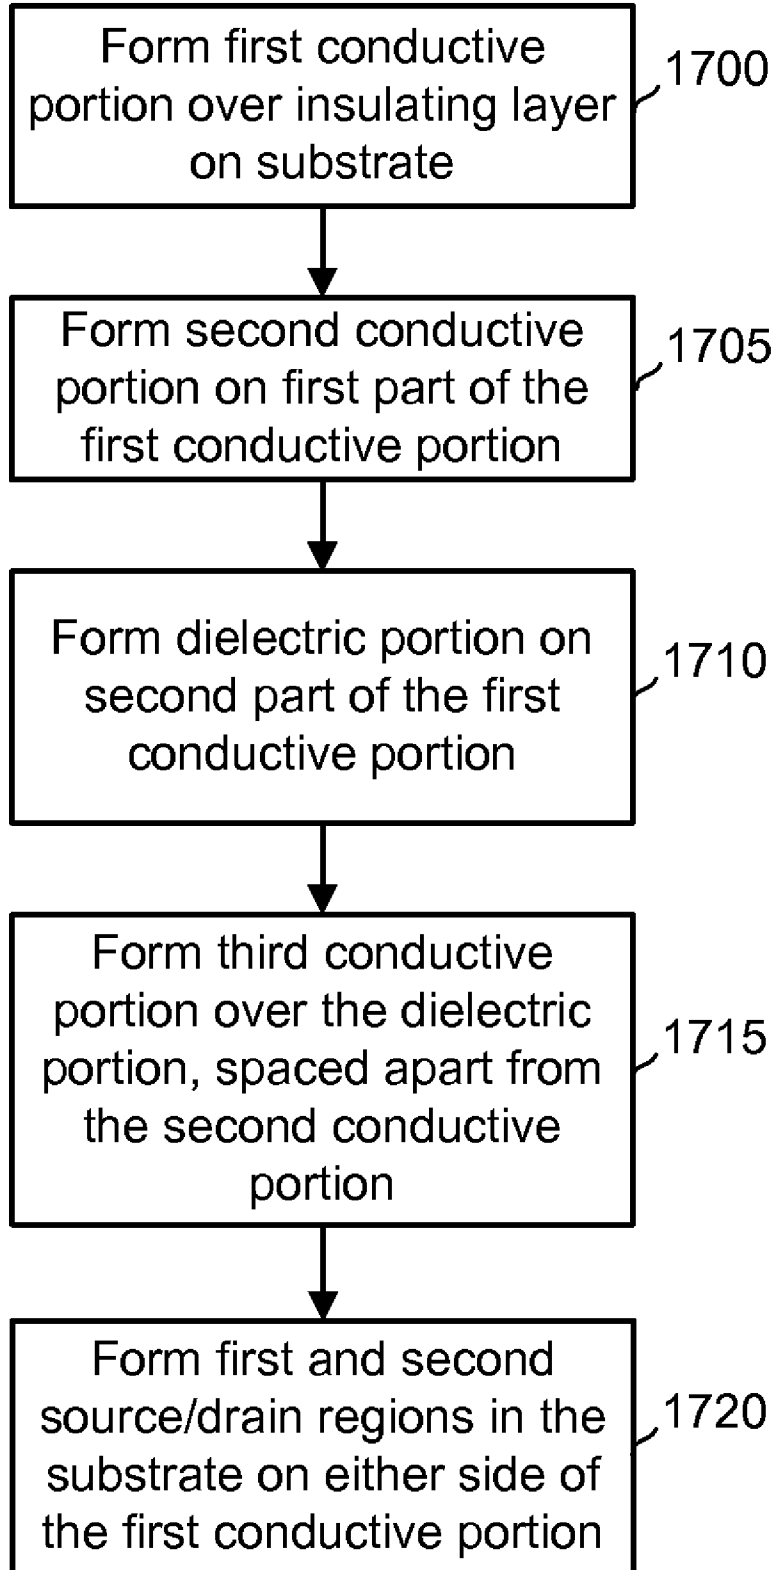 Form first conductive
portion over insulating layer
on substrate
1700
Form second conductive
portion on first part of the
first conductive portion
1705
Form dielectric portion on
second part of the first
conductive portion
1710
Form third conductive
portion over the dielectric
portion, spaced apart from
the second conductive
portion
1715
Form first and second
source/drain regions in the
substrate on either side of
the first conductive portion
1720